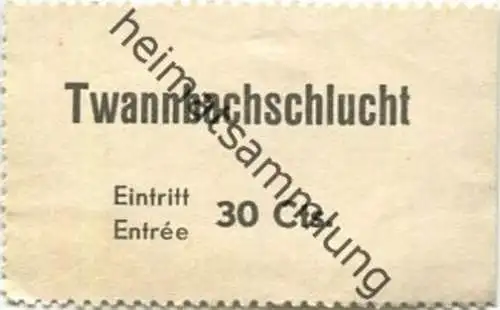 Twannbachschlucht
Eintritt
Entrée
30 Cts.
heimatsammlung